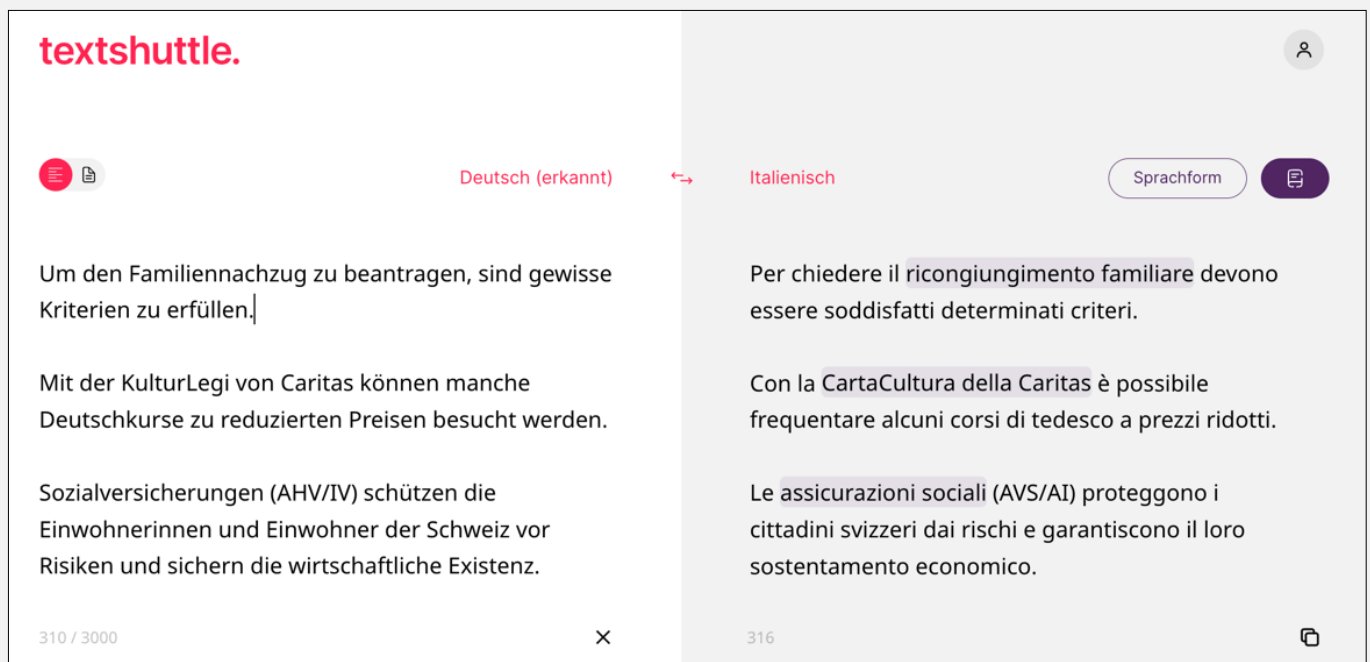 textshuttle.
Deutsch (erkannt)
Italienisch
Sprachform
Um den Familiennachzug zu beantragen, sind gewisse
Kriterien zu erfüllen.
Mit der KulturLegi von Caritas können manche
Deutschkurse zu reduzierten Preisen besucht werden.
Sozialversicherungen (AHV/IV) schützen die
Einwohnerinnen und Einwohner der Schweiz vor
Risiken und sichern die wirtschaftliche Existenz.
310 / 3000
Per chiedere il ricongiungimento familiare devono
essere soddisfatti determinati criteri.
Con la CartaCultura della Caritas è possibile
frequentare alcuni corsi di tedesco a prezzi ridotti.
Le assicurazioni sociali (AVS/AI) proteggono i
cittadini svizzeri dai rischi e garantiscono il loro
sostentamento economico.
316